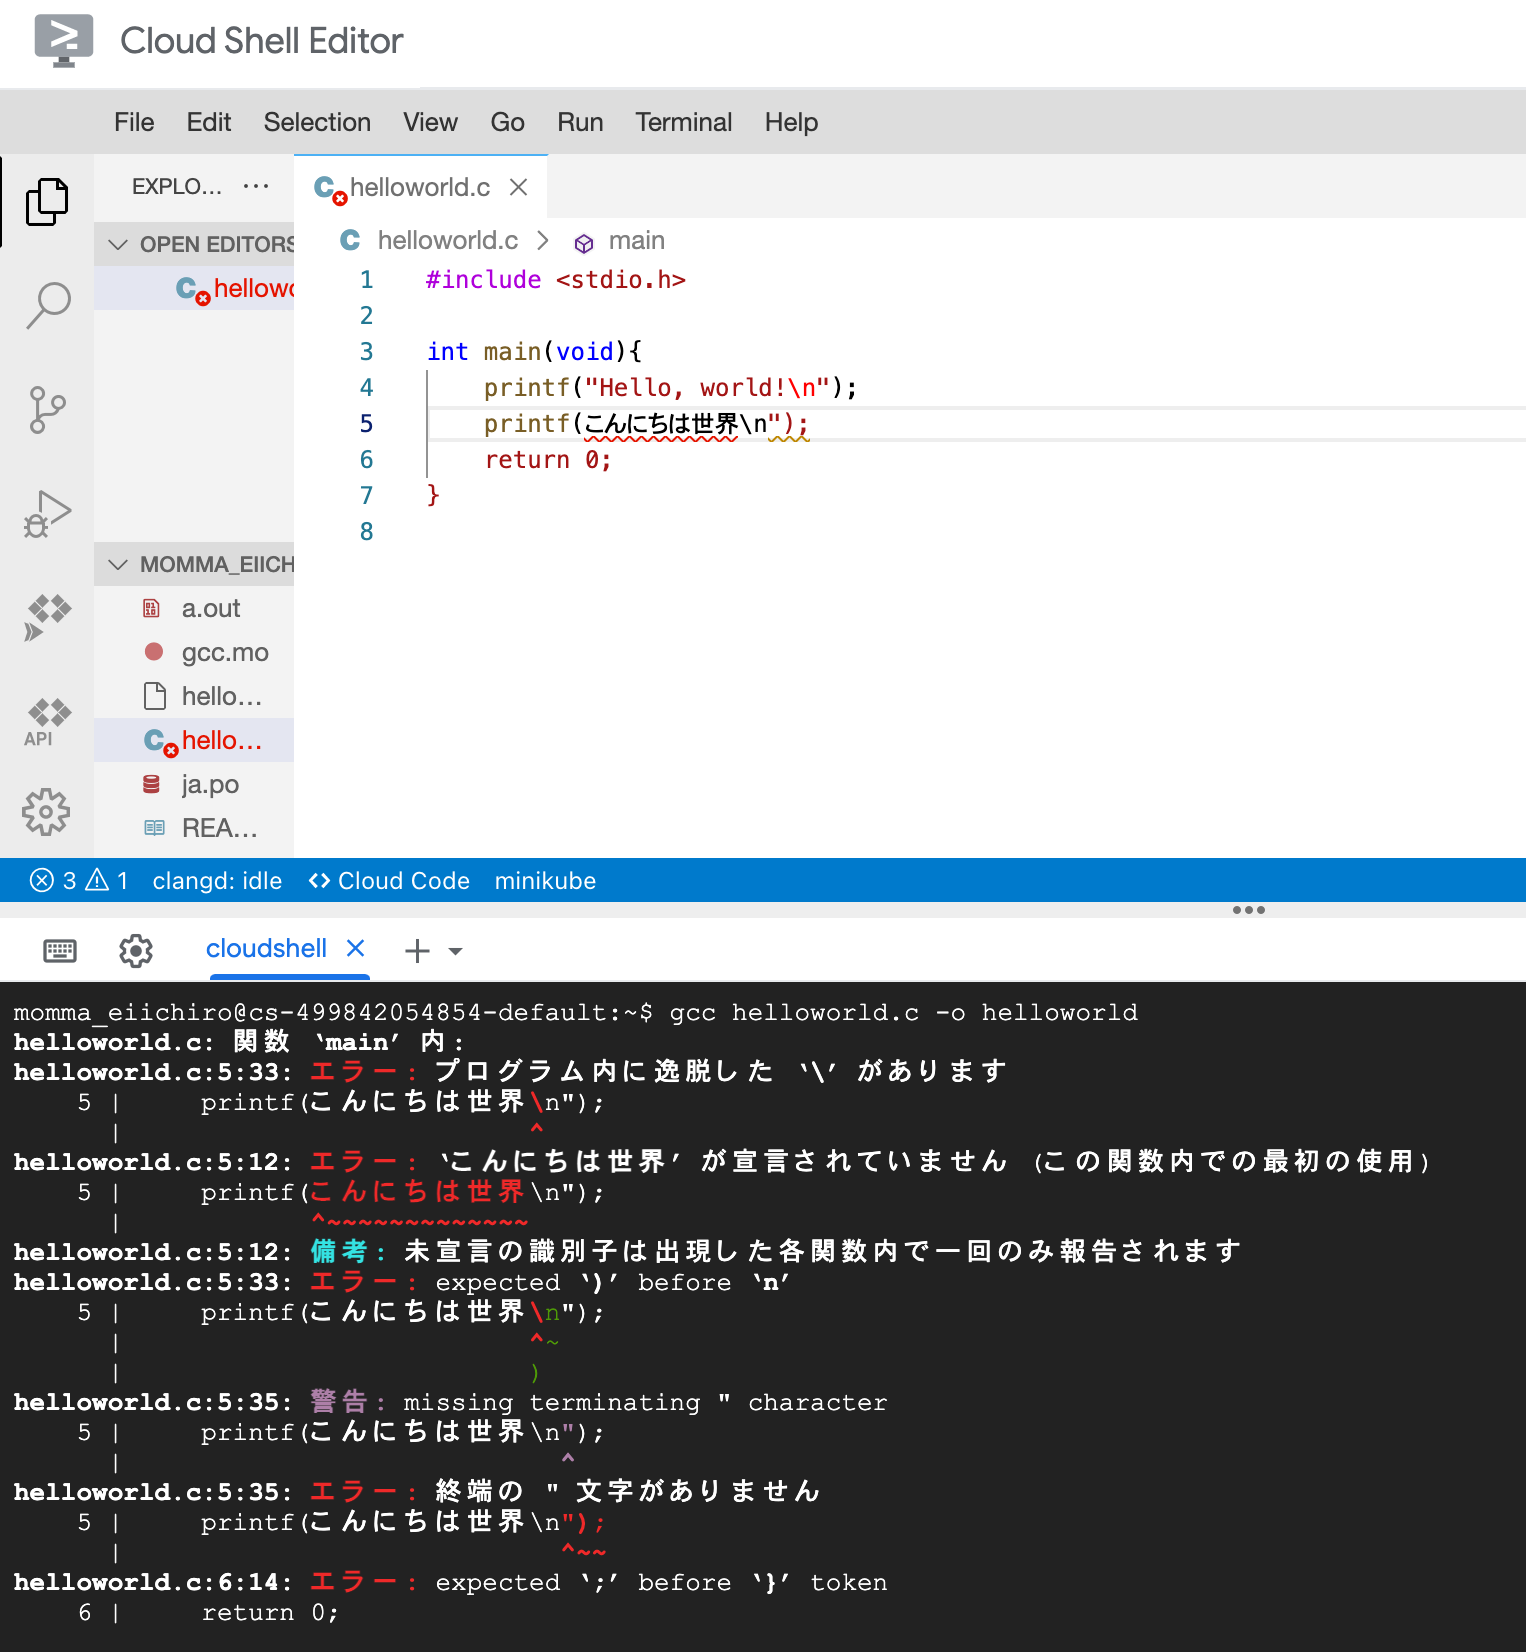 Cloud Shell Editor
File Edit Selection View Go Run Terminal Help
EXPLO... ···
helloworld.c
OPEN EDITORS
hellowo
helloworld.c > main
1 #include <stdio.h>
2
3 int main(void){
4 printf("Hello, world!\n");
5 printf(こんにちは世界\n");
6 return 0;
7 }
8
MOMMA_EIICH
a.out
gcc.mo
hello...
hello...
ja.po
REA...
API
3 1 clangd: idle <> Cloud Code minikube
cloudshell
momma_eiichiro@cs-499842054854-default:~$ gcc helloworld.c -o helloworld
helloworld.c: 関数 ‘main’ 内:
helloworld.c:5:33: エラー: プログラム内に逸脱した ‘\’ があります
5 | printf(こんにちは世界\n");
| ^
helloworld.c:5:12: エラー: ‘こんにちは世界’ が宣言されていません (この関数内での最初の使用)
5 | printf(こんにちは世界\n");
| ^~~~~~~~~~~~~~
helloworld.c:5:12: 備考: 未宣言の識別子は出現した各関数内で一回のみ報告されます
helloworld.c:5:33: エラー: expected ‘)’ before ‘n’
5 | printf(こんにちは世界\n");
| ^~
| )
helloworld.c:5:35: 警告: missing terminating " character
5 | printf(こんにちは世界\n");
| ^
helloworld.c:5:35: エラー: 終端の " 文字がありません
5 | printf(こんにちは世界\n");
| ^~~
helloworld.c:6:14: エラー: expected ‘;’ before ‘}’ token
6 | return 0;